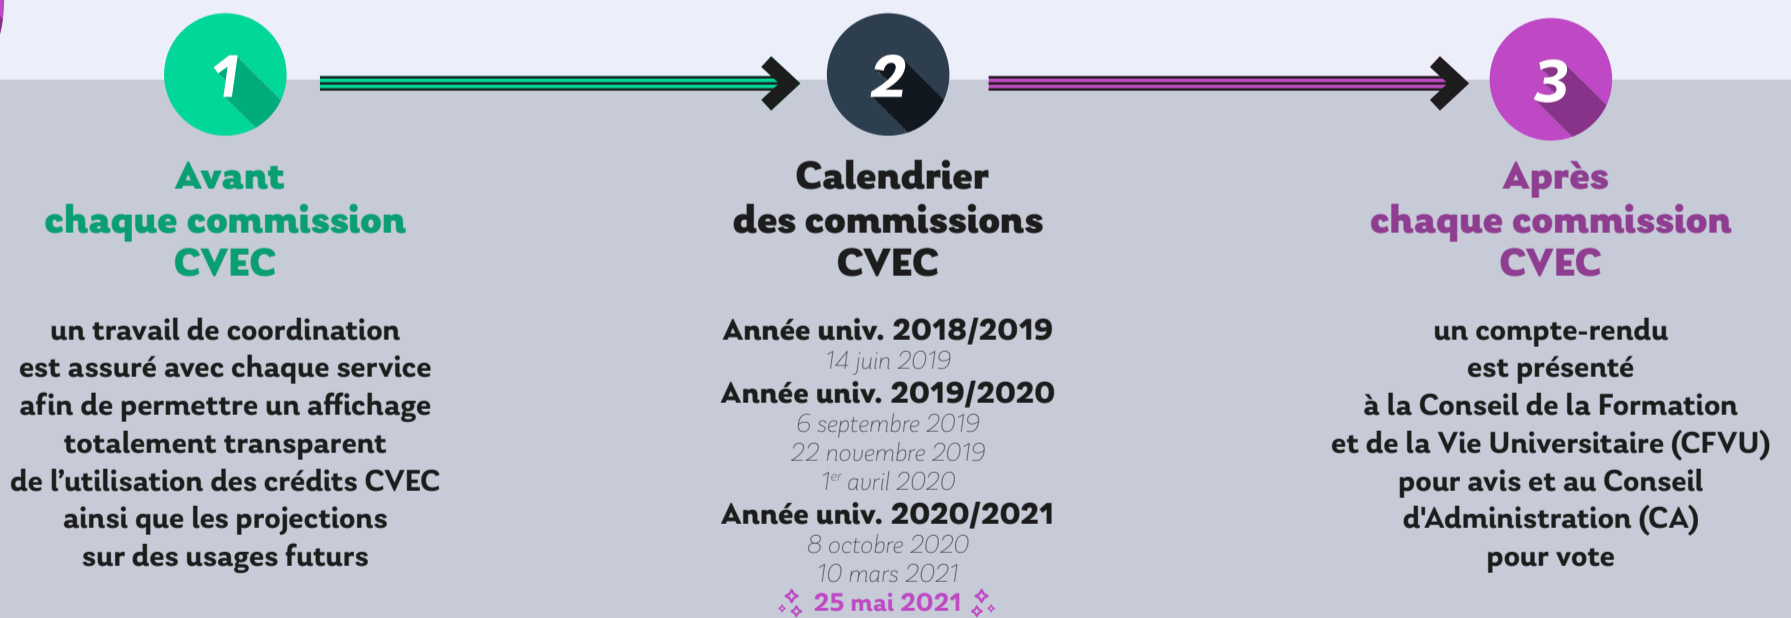 1
Avant
chaque commission
CVEC
un travail de coordination
est assuré avec chaque service
afin de permettre un affichage
totalement transparent
de l’utilisation des crédits CVEC
ainsi que les projections
sur des usages futurs
2
Calendrier
des commissions
CVEC
Année univ. 2018/2019
14 juin 2019
Année univ. 2019/2020
6 septembre 2019
22 novembre 2019
1er avril 2020
Année univ. 2020/2021
8 octobre 2020
10 mars 2021
25 mai 2021
3
Après
chaque commission
CVEC
un compte-rendu
est présenté
à la Conseil de la Formation
et de la Vie Universitaire (CFVU)
pour avis et au Conseil
d'Administration (CA)
pour vote